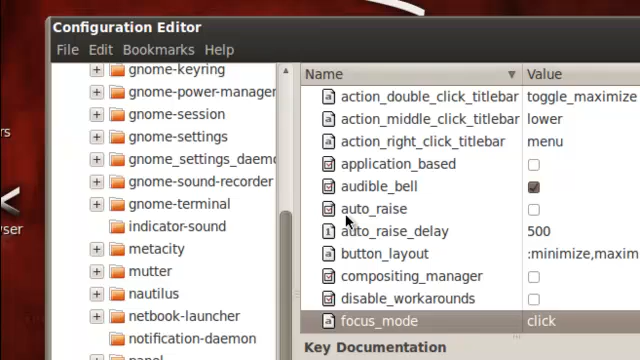 Configuration Editor
File Edit Bookmarks Help
gnome-keyring
gnome-power-manager
gnome-session
gnome-settings
gnome_settings_daemo
gnome-sound-recorder
gnome-terminal
indicator-sound
metacity
mutter
nautilus
netbook-launcher
notification-daemon
panel
Name Value
action_double_click_titlebar toggle_maximize
action_middle_click_titlebar lower
action_right_click_titlebar menu
application_based
audible_bell
auto_raise
auto_raise_delay 500
button_layout :minimize,maxim
compositing_manager
disable_workarounds
focus_mode click
Key Documentation
rs
wser